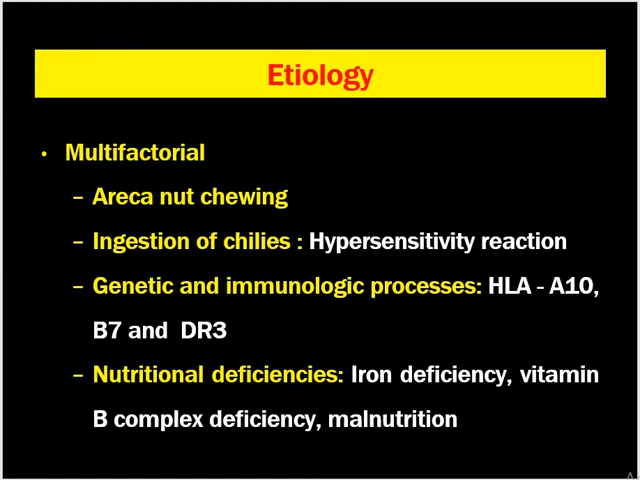 Etiology
• Multifactorial
– Areca nut chewing
– Ingestion of chilies : Hypersensitivity reaction
– Genetic and immunologic processes: HLA - A10,
B7 and DR3
– Nutritional deficiencies: Iron deficiency, vitamin
B complex deficiency, malnutrition